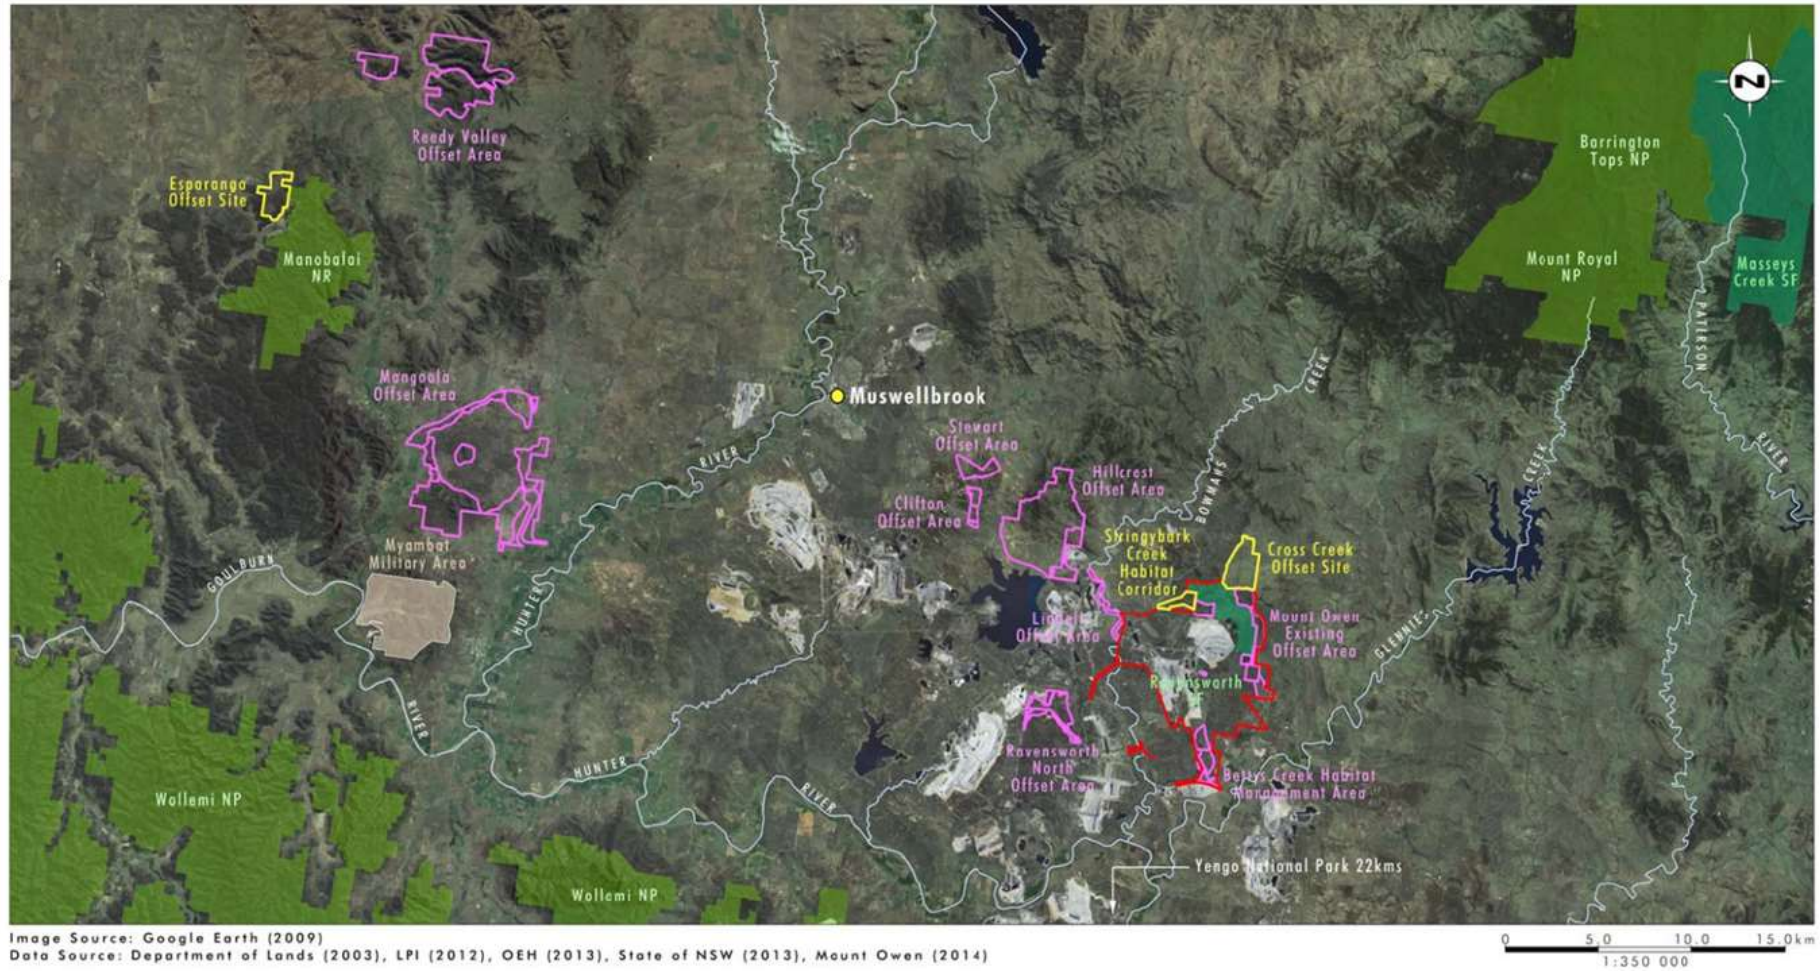 Reedy Valley
Offset Area
Esparanga
Offset Site
Manobalai
NR
Barrington
Tops NP
Mount Royal
NP
Masseys
Creek SF
N
PATERSON
RIVER
Mangoola
Offset Area
Muswellbrook
CREEK
Stewart
Offset Area
RIVER
Hillcrest
Offset Area
BOWMANS
CREEK
Clifton
Offset Area
Stringybark
Creek
Habitat
Corridor
Cross Creek
Offset Site
Myambat
Military Area
GOULBURN
HUNTER
Liddell
Offset Area
Mount Owen
Existing
Offset Area
GLENNIES
Ravensworth
SF
RIVER
Ravensworth
North
Offset Area
HUNTER
RIVER
Bettys Creek Habitat
Management Area
Wollemi NP
Wollemi NP
Yengo National Park 22kms
Image Source: Google Earth (2009)
Data Source: Department of Lands (2003), LPI (2012), OEH (2013), State of NSW (2013), Mount Owen (2014)
0 5.0 10.0 15.0km
1:350 000